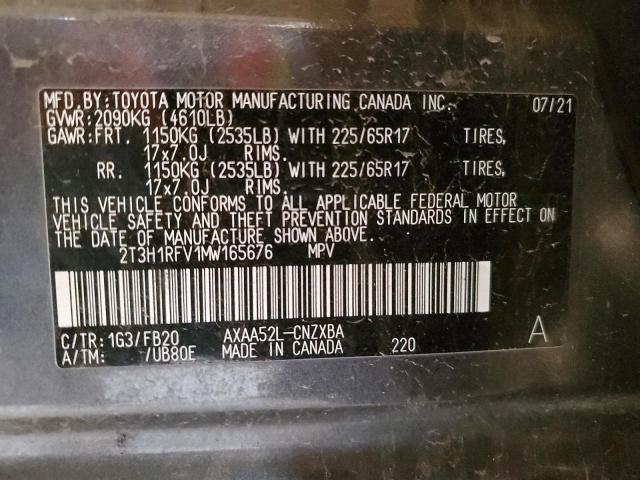 MFD.BY:TOYOTA MOTOR MANUFACTURING CANADA INC. 07/21
GVWR:2090KG (4610LB)
GAWR:FRT. 1150KG (2535LB) WITH 225/65R17 TIRES,
17x7.0J RIMS.
RR. 1150KG (2535LB) WITH 225/65R17 TIRES,
17x7.0J RIMS.
THIS VEHICLE CONFORMS TO ALL APPLICABLE FEDERAL MOTOR
VEHICLE SAFETY AND THEFT PREVENTION STANDARDS IN EFFECT ON
THE DATE OF MANUFACTURE SHOWN ABOVE.
2T3H1RFV1MW165676 MPV
C/TR:1G3/FB20 AXAA52L-CNZXBA A
A/TM: /UB80E MADE IN CANADA 220